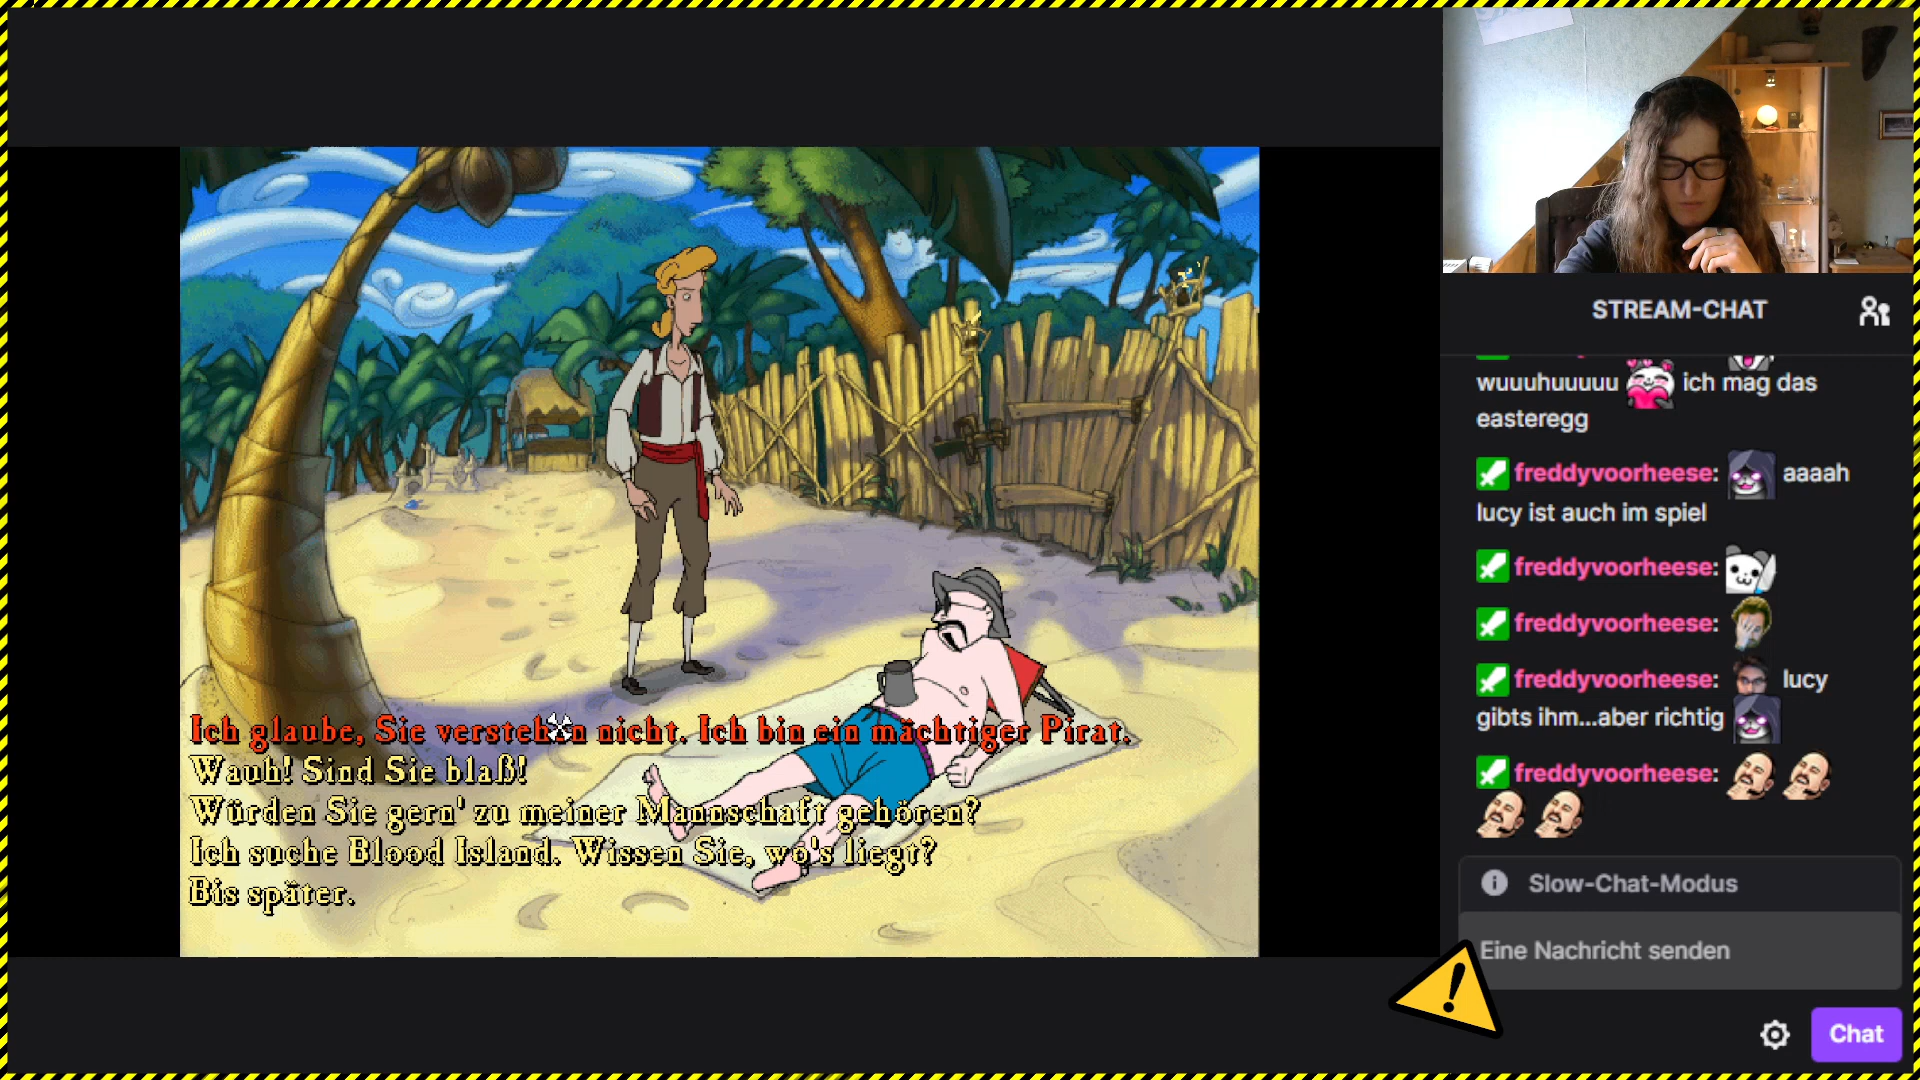 Ich glaube, Sie verstehen nicht. Ich bin ein mächtiger Pirat.
Wauh! Sind Sie blaß!
Würden Sie gern' zu meiner Mannschaft gehören?
Ich suche Blood Island. Wissen Sie, wo's liegt?
Bis später.
STREAM-CHAT
wuuuhuuuuu ich mag das
easteregg
freddyvoorheese: aaaah
lucy ist auch im spiel
freddyvoorheese:
freddyvoorheese:
freddyvoorheese: lucy
gibts ihm...aber richtig
freddyvoorheese:
Slow-Chat-Modus
Eine Nachricht senden
Chat